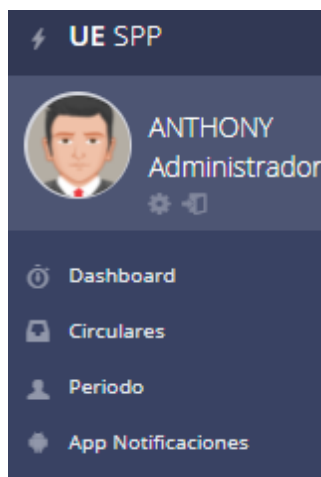 UE SPP
ANTHONY
Administrador
Dashboard
Circulares
Periodo
App Notificaciones